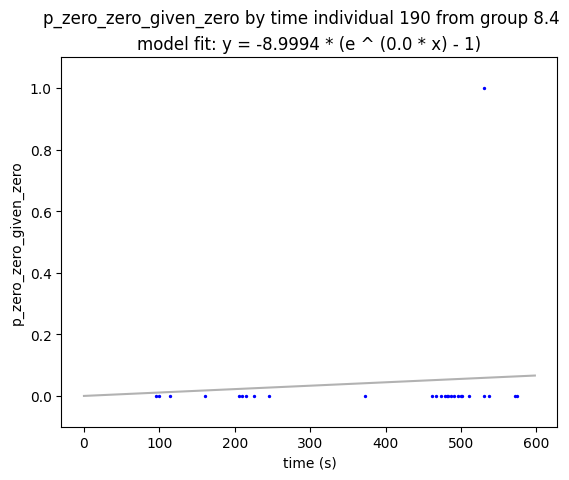 p_zero_zero_given_zero by time individual 190 from group 8.4
model fit: y = -8.9994 * (e ^ (0.0 * x) - 1)
1.0
0.8
0.6
0.4
0.2
0.0
p_zero_zero_given_zero
0 100 200 300 400 500 600
time (s)